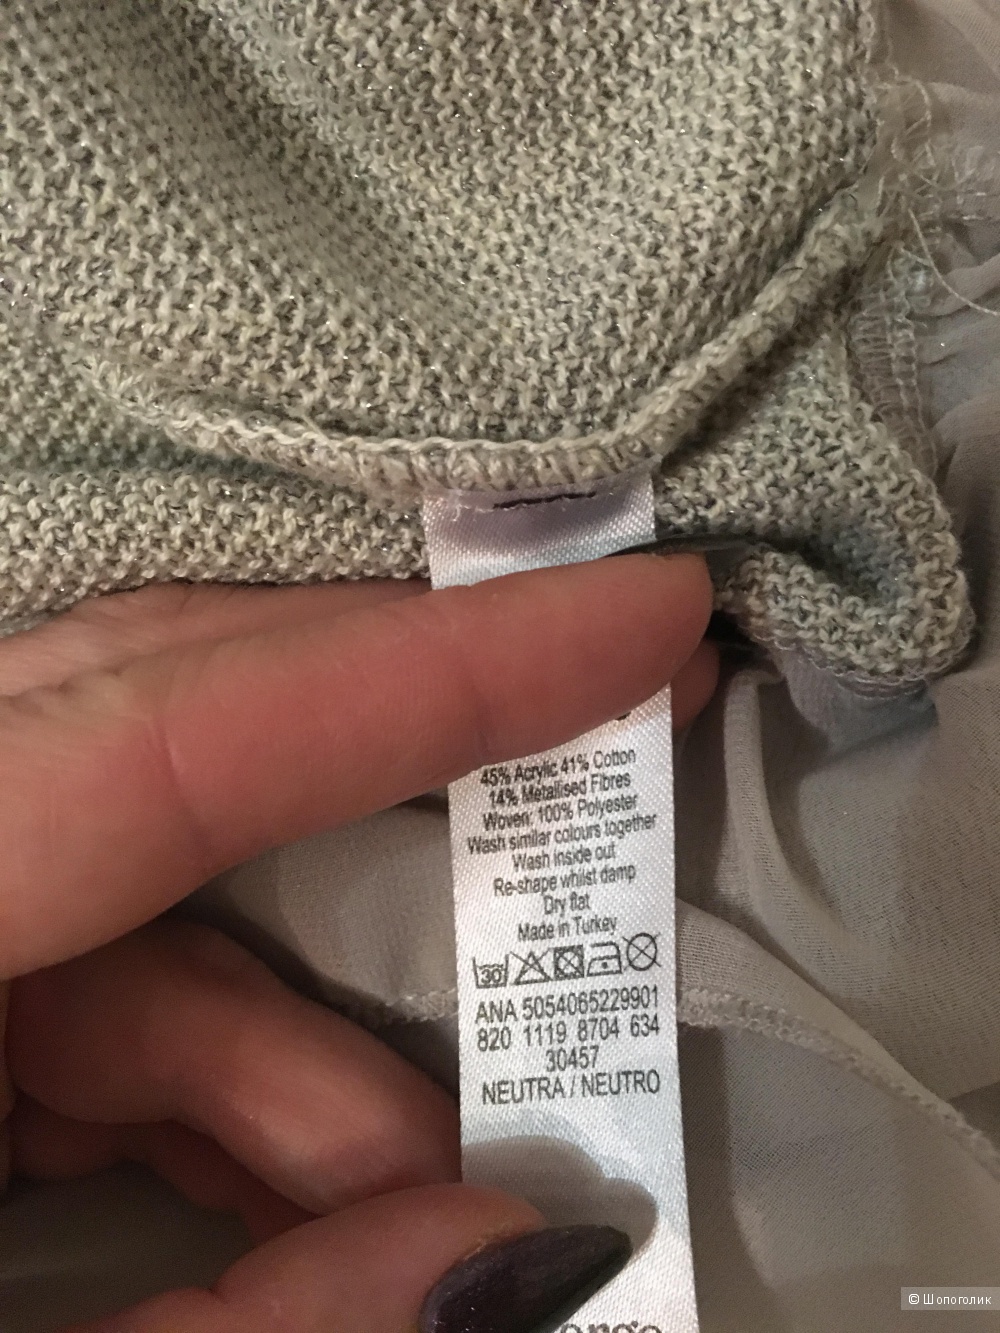 45% Acrylic 41% Cotton
14% Metallised Fibres
Woven: 100% Polyester
Wash similar colours together
Wash inside out
Re-shape whilst damp
Dry flat
Made in Turkey
30
ANA 5054065229901
820 1119 8704 634
30457
NEUTRA / NEUTRO
© Шопоголик